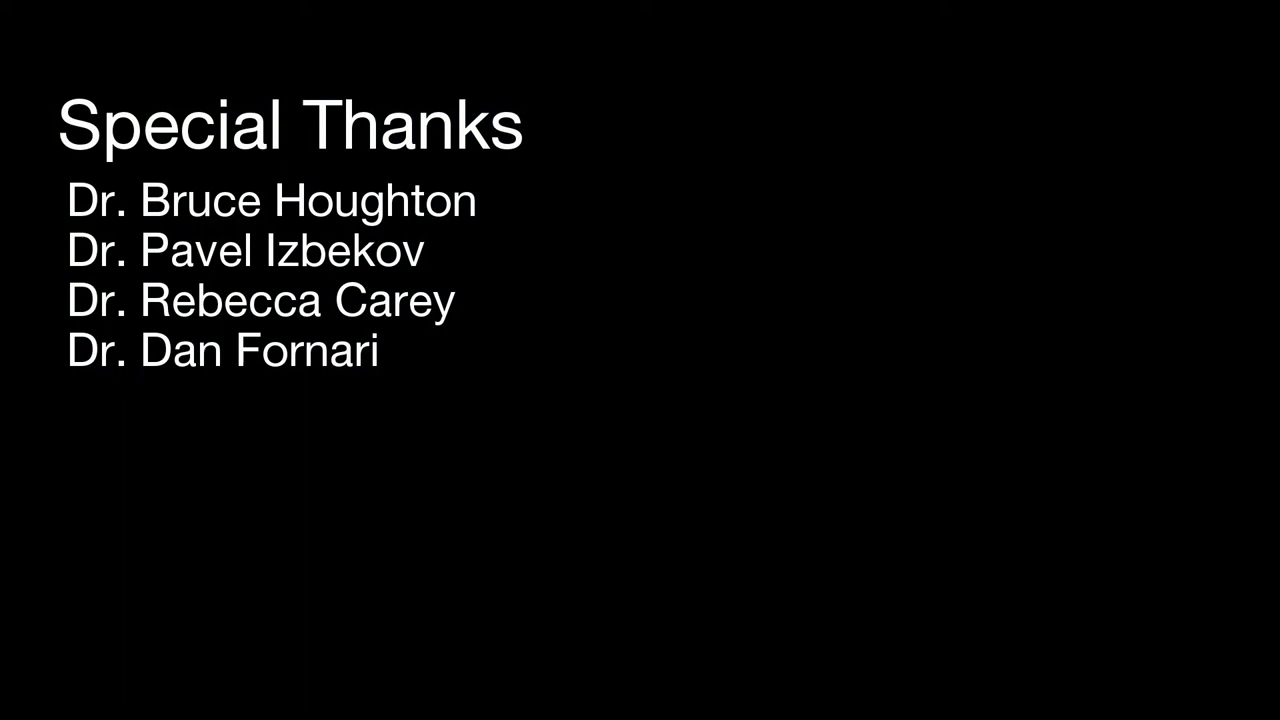 Special Thanks
Dr. Bruce Houghton
Dr. Pavel Izbekov
Dr. Rebecca Carey
Dr. Dan Fornari